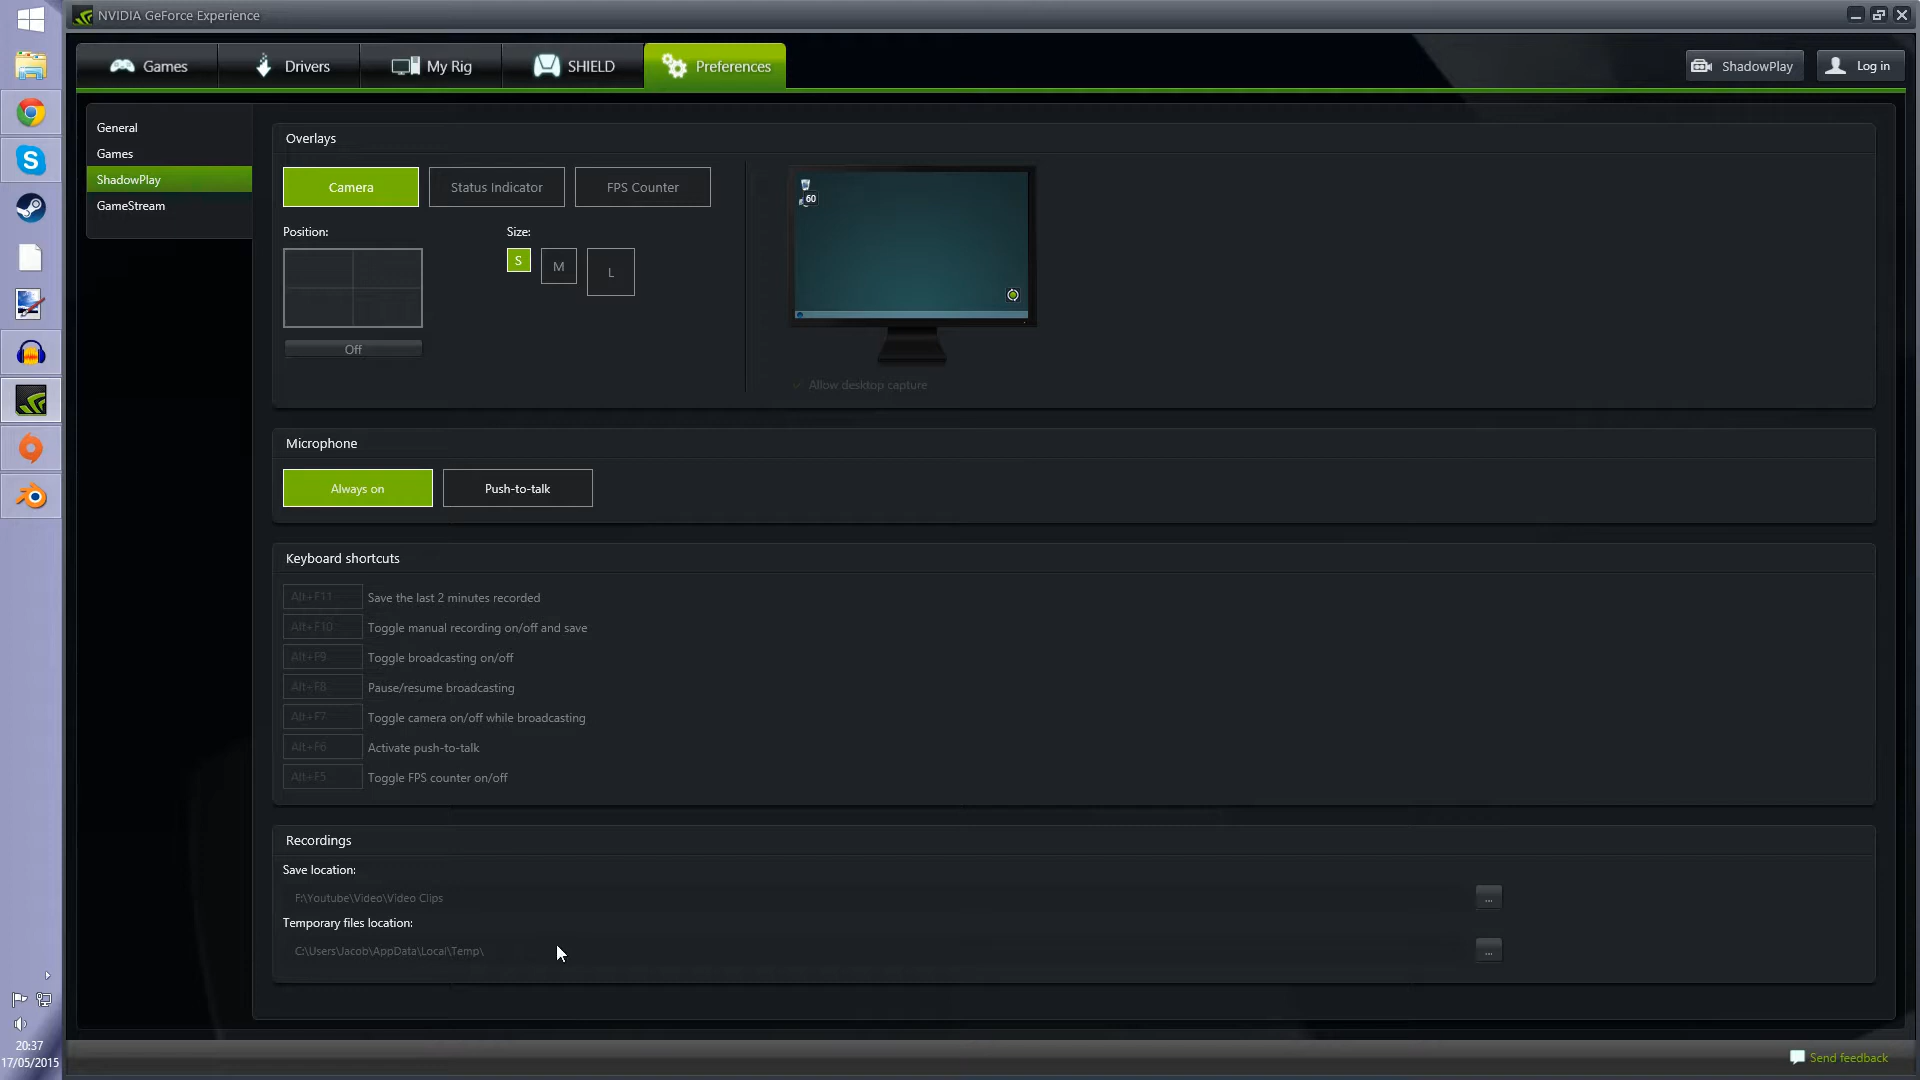 NVIDIA GeForce Experience
Games
Drivers
My Rig
SHIELD
Preferences
ShadowPlay
Log in
General
Games
ShadowPlay
GameStream
Overlays
Camera
Status Indicator
FPS Counter
Position:
Size:
S
M
L
Off
60
Allow desktop capture
Microphone
Always on
Push-to-talk
Keyboard shortcuts
Alt+F11 Save the last 2 minutes recorded
Alt+F10 Toggle manual recording on/off and save
Alt+F9 Toggle broadcasting on/off
Alt+F8 Pause/resume broadcasting
Alt+F7 Toggle camera on/off while broadcasting
Alt+F6 Activate push-to-talk
Alt+F5 Toggle FPS counter on/off
Recordings
Save location:
F:\Youtube\Video\Video Clips
...
Temporary files location:
C:\Users\Jacob\AppData\Local\Temp\
...
20:37
17/05/2015
Send feedback